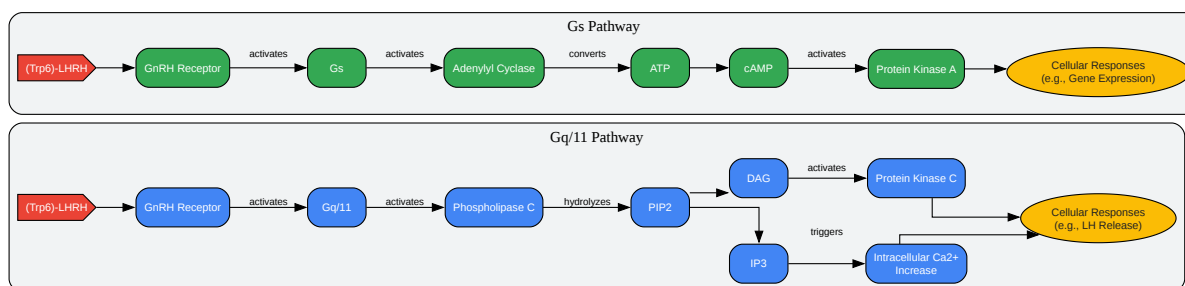 Gs Pathway
(Trp6)-LHRH
GnRH Receptor
activates
Gs
activates
Adenylyl Cyclase
converts
ATP
cAMP
activates
Protein Kinase A
Cellular Responses
(e.g., Gene Expression)
Gq/11 Pathway
(Trp6)-LHRH
GnRH Receptor
activates
Gq/11
activates
Phospholipase C
hydrolyzes
PIP2
DAG
activates
Protein Kinase C
IP3
triggers
Intracellular Ca2+
Increase
Cellular Responses
(e.g., LH Release)